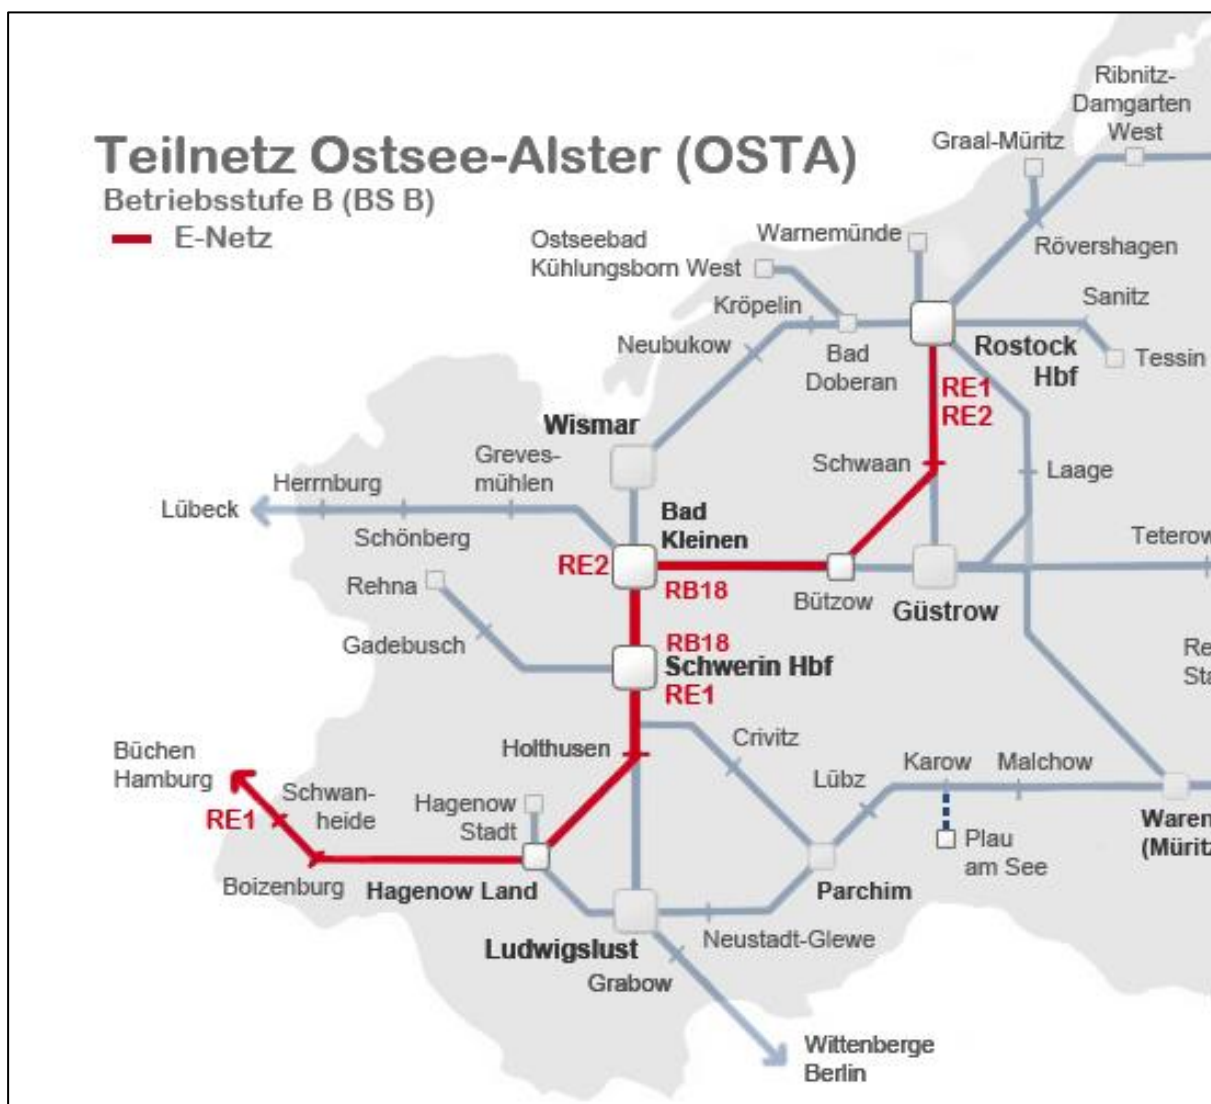 Teilnetz Ostsee-Alster (OSTA)
Betriebsstufe B (BS B)
E-Netz
Ribnitz-
Damgarten
West
Graal-Müritz
Rövershagen
Warnemünde
Ostseebad
Kühlungsborn West
Kröpelin
Neubukow
Bad
Doberan
Rostock
Hbf
Sanitz
Tessin
RE1
RE2
Wismar
Schwaan
Laage
Greves-
mühlen
Herrnburg
Lübeck
Schönberg
Bad
Kleinen
RE2
RB18
Bützow
Güstrow
Teterow
Rehna
Gadebusch
RB18
Schwerin Hbf
RE1
Re
Sta
Holthusen
Crivitz
Büchen
Hamburg
RE1
Schwan-
heide
Hagenow
Stadt
Lübz
Karow
Malchow
Waren
(Müritz
Plau
am See
Boizenburg
Hagenow Land
Parchim
Ludwigslust
Neustadt-Glewe
Grabow
Wittenberge
Berlin